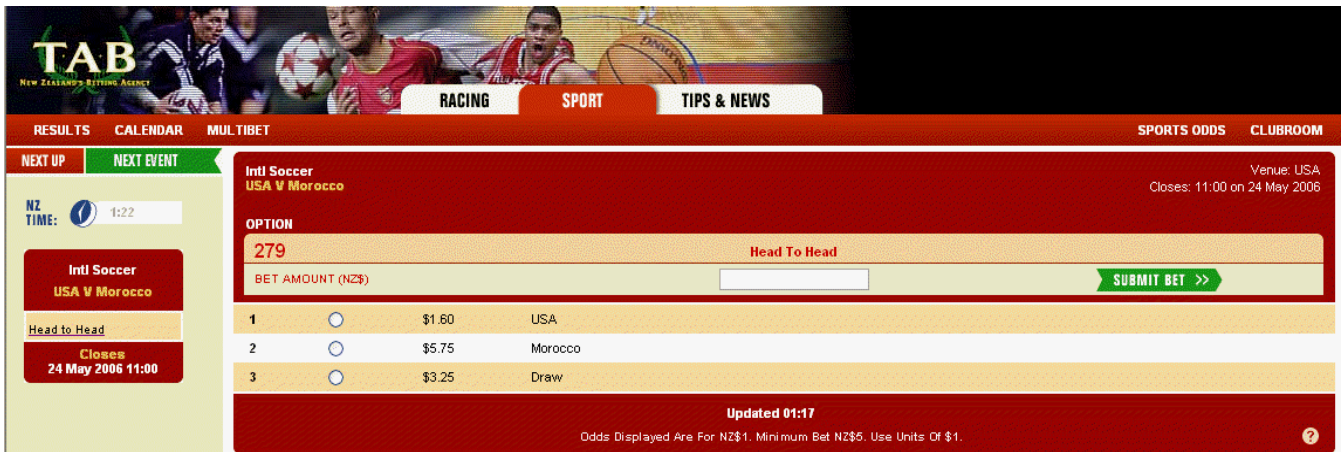 TAB
NEW ZEALAND'S BETTING AGENCY
RACING SPORT TIPS & NEWS
RESULTS CALENDAR MULTIBET SPORTS ODDS CLUBROOM
NEXT UP NEXT EVENT
NZ TIME: 1:22
Intl Soccer
USA V Morocco
Head to Head
Closes
24 May 2006 11:00
Intl Soccer Venue: USA
USA V Morocco Closes: 11:00 on 24 May 2006
OPTION
279 Head To Head
BET AMOUNT (NZ$) SUBMIT BET >>
1 $1.60 USA
2 $5.75 Morocco
3 $3.25 Draw
Updated 01:17
Odds Displayed Are For NZ$1. Minimum Bet NZ$5. Use Units Of $1. ?